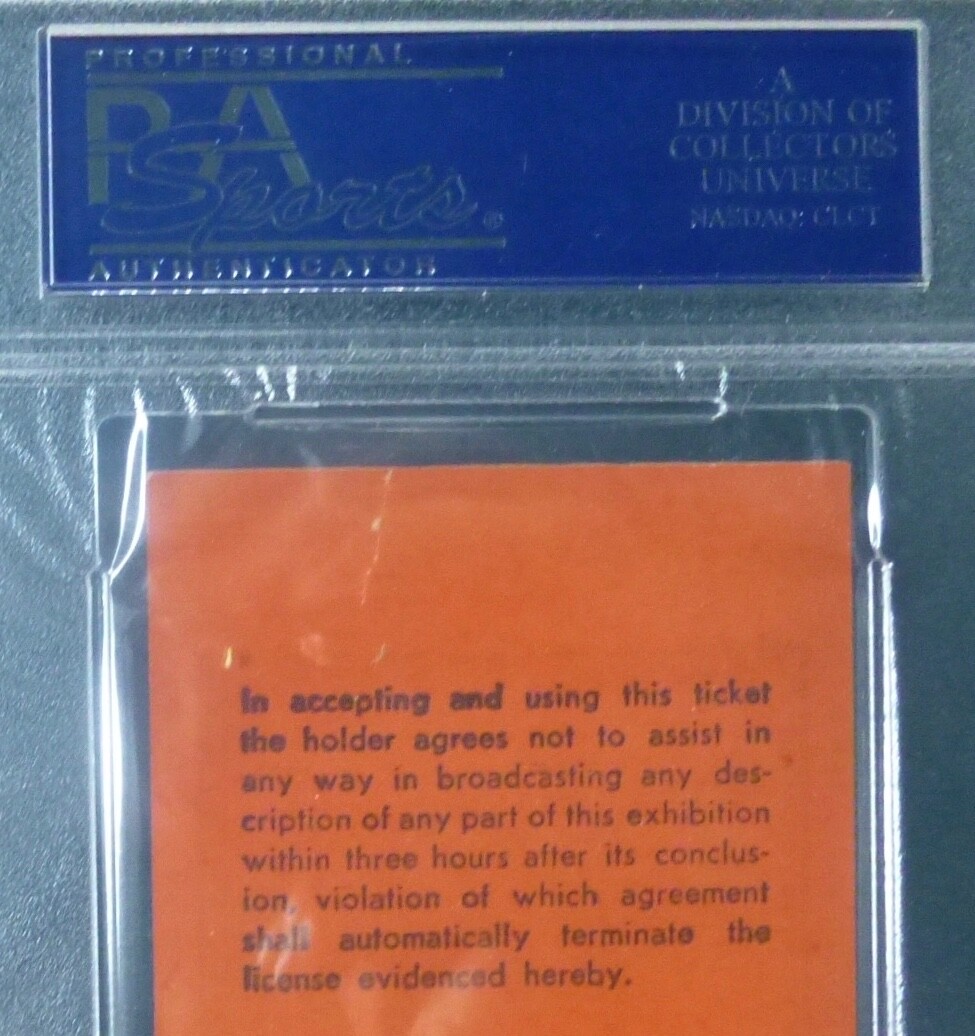 PROFESSIONAL
PSA
Sports®
AUTHENTICATOR
A
DIVISION OF
COLLECTORS
UNIVERSE
NASDAQ: CLCT
In accepting and using this ticket
the holder agrees not to assist in
any way in broadcasting any des-
cription of any part of this exhibition
within three hours after its conclus-
ion, violation of which agreement
shall automatically terminate the
license evidenced hereby.